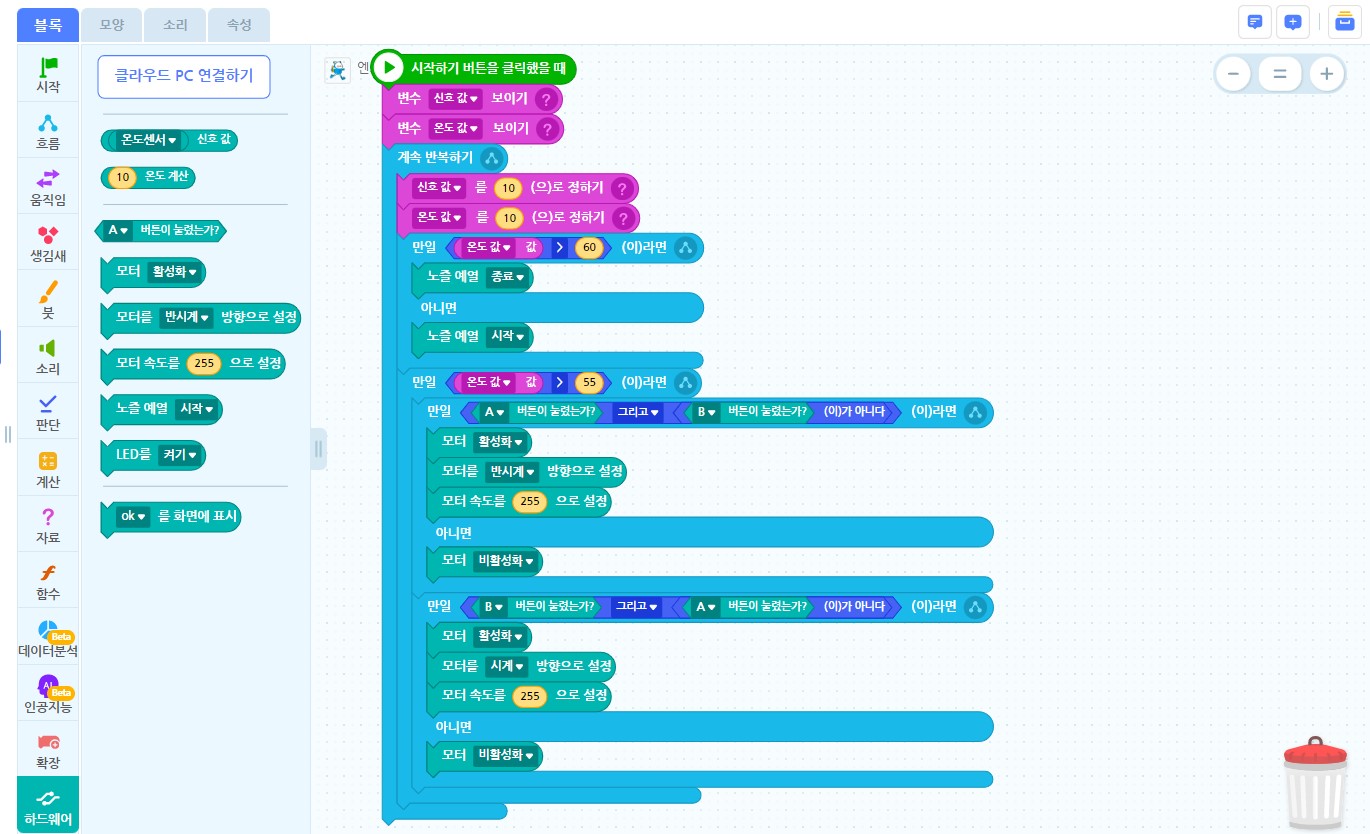 블록
모양
소리
속성
시작
흐름
움직임
생김새
붓
소리
판단
계산
자료
함수
Beta
데이터분석
AI
Beta
인공지능
확장
하드웨어
클라우드 PC 연결하기
온도센서 신호 값
10 온도 계산
A 버튼이 눌렸는가?
모터 활성화
모터를 반시계 방향으로 설정
모터 속도를 255 으로 설정
노즐 예열 시작
LED를 켜기
ok 를 화면에 표시
엔
시작하기 버튼을 클릭했을 때
변수 신호 값 보이기 ?
변수 온도 값 보이기 ?
계속 반복하기
신호 값 를 10 (으)로 정하기 ?
온도 값 를 10 (으)로 정하기 ?
만일 온도 값 값 > 60 (이)라면
노즐 예열 종료
아니면
노즐 예열 시작
만일 온도 값 값 > 55 (이)라면
만일 A 버튼이 눌렸는가? 그리고 B 버튼이 눌렸는가? (이)가 아니다 (이)라면
모터 활성화
모터를 반시계 방향으로 설정
모터 속도를 255 으로 설정
아니면
모터 비활성화
만일 B 버튼이 눌렸는가? 그리고 A 버튼이 눌렸는가? (이)가 아니다 (이)라면
모터 활성화
모터를 시계 방향으로 설정
모터 속도를 255 으로 설정
아니면
모터 비활성화